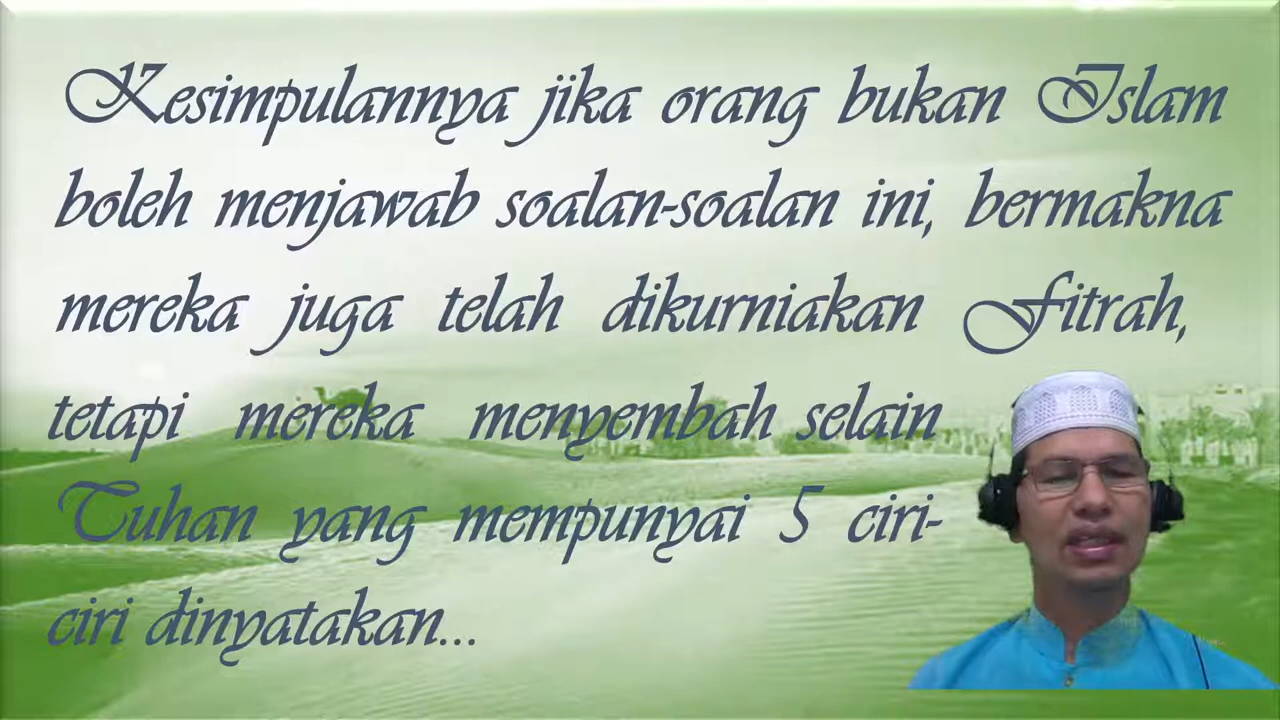 Kesimpulannya jika orang bukan Islam
boleh menjawab soalan-soalan ini, bermakna
mereka juga telah dikurniakan Fitrah,
tetapi mereka menyembah selain
Tuhan yang mempunyai 5 ciri-
ciri dinyatakan...